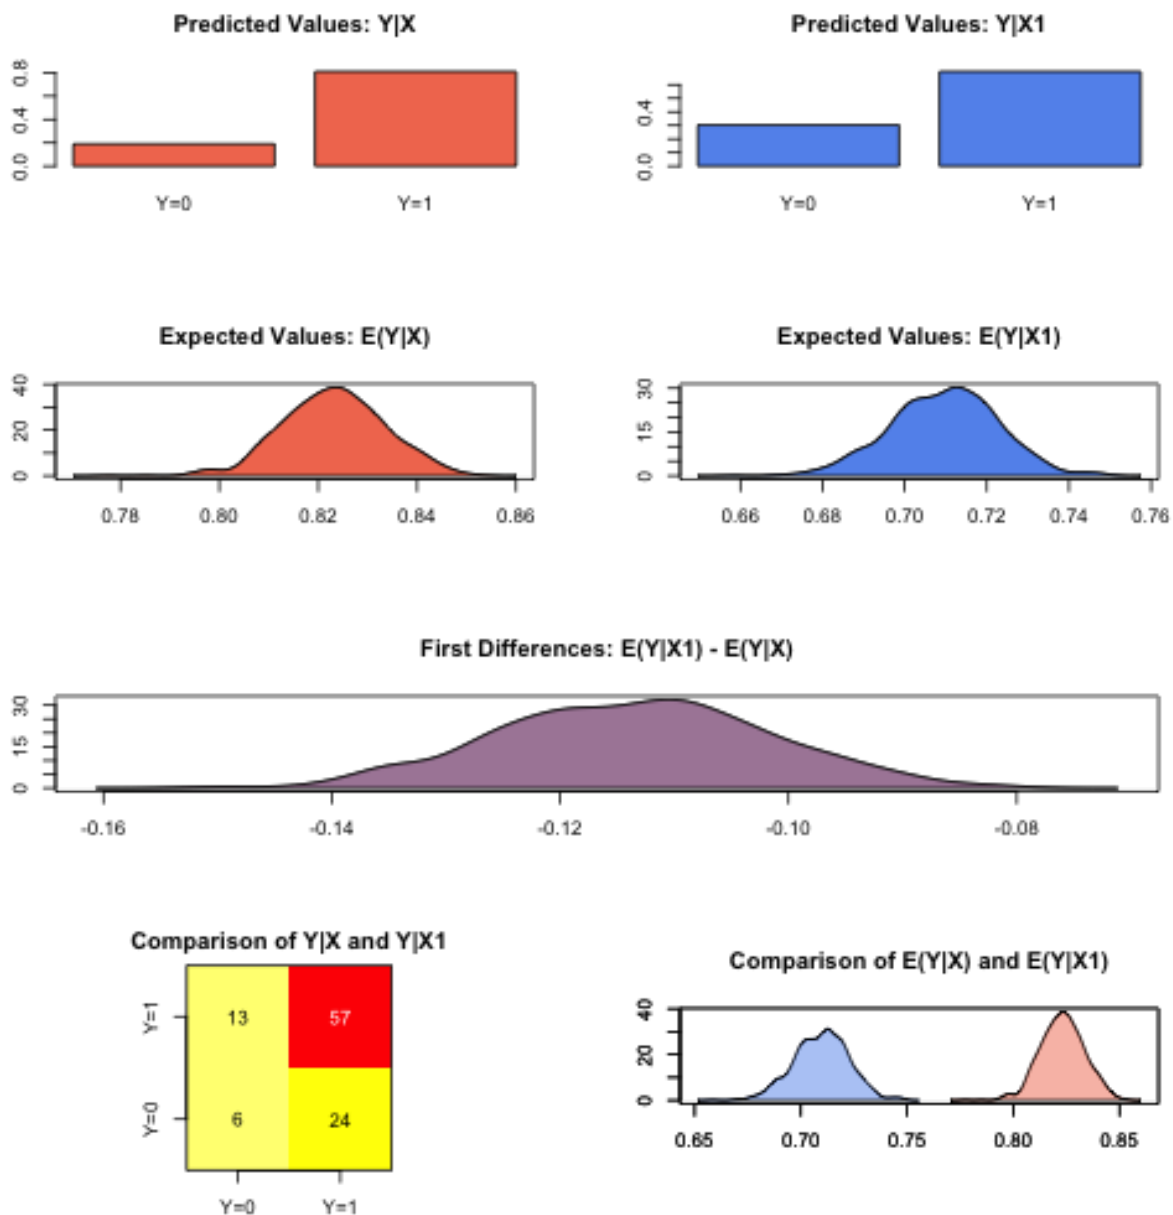 Predicted Values: Y|X
0.0 0.4 0.8
Y=0 Y=1
Predicted Values: Y|X1
0.0 0.4
Y=0 Y=1
Expected Values: E(Y|X)
0 20 40
0.78 0.80 0.82 0.84 0.86
Expected Values: E(Y|X1)
0 15 30
0.66 0.68 0.70 0.72 0.74 0.76
First Differences: E(Y|X1) - E(Y|X)
0 15 30
-0.16 -0.14 -0.12 -0.10 -0.08
Comparison of Y|X and Y|X1
Y=1 13 57
Y=0 6 24
Y=0 Y=1
Comparison of E(Y|X) and E(Y|X1)
0 20 40
0.65 0.70 0.75 0.80 0.85